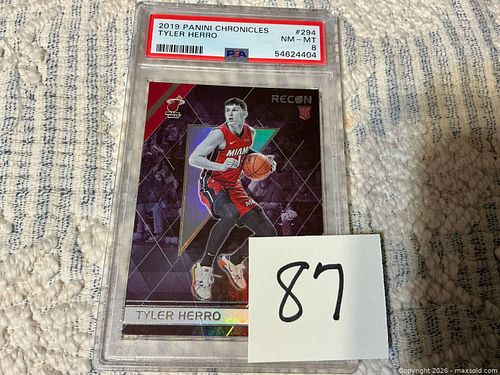 2019 PANINI CHRONICLES #294
TYLER HERRO NM - MT
PSA 8
54624404
RECON
RC
MIAMI
TYLER HERRO
87
Copyright 2026 - maxsold.com